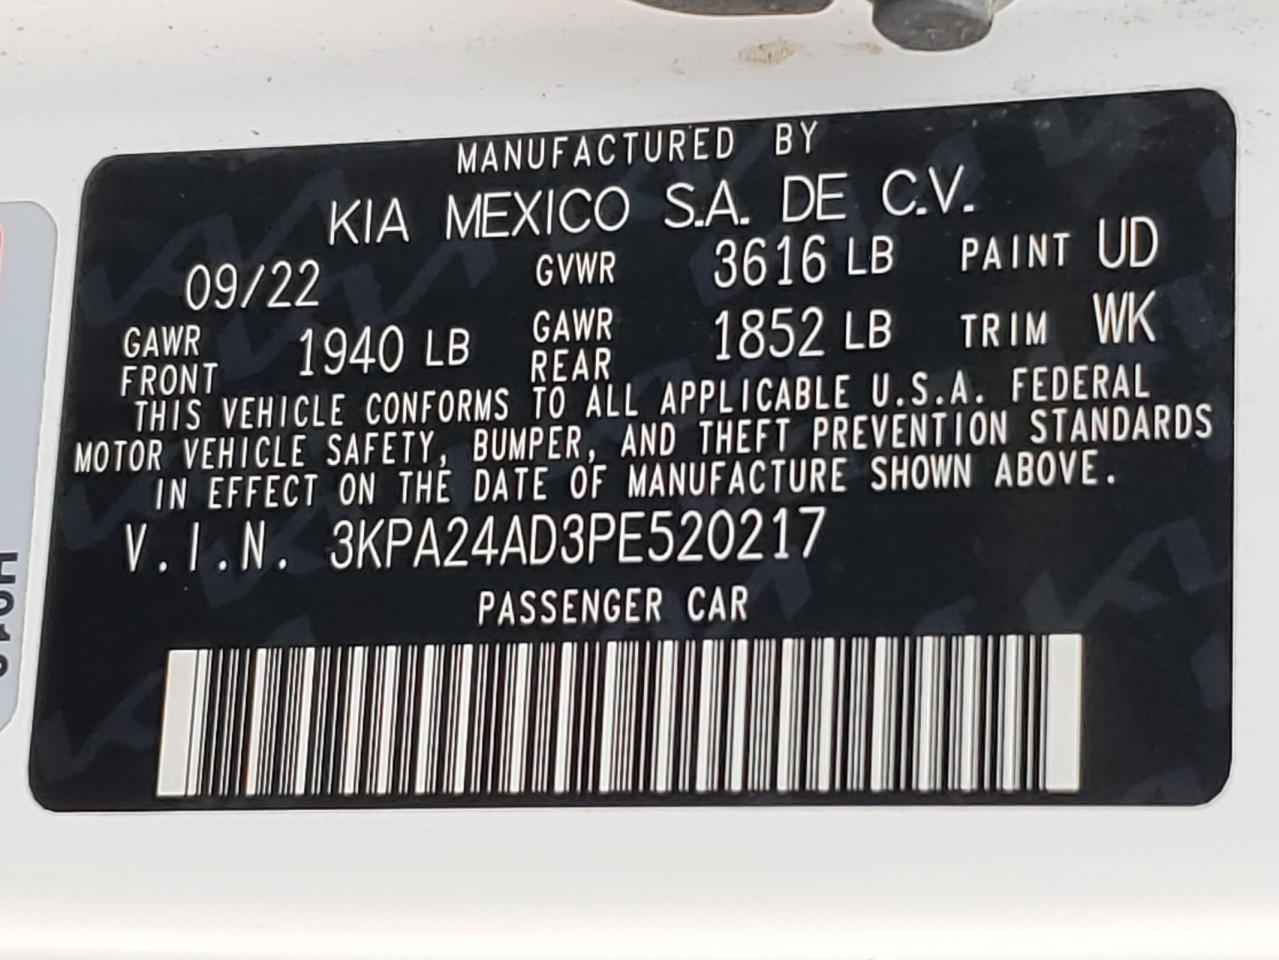 MANUFACTURED BY
KIA MEXICO S.A. DE C.V.
09/22 GVWR 3616 LB PAINT UD
GAWR FRONT 1940 LB GAWR REAR 1852 LB TRIM WK
THIS VEHICLE CONFORMS TO ALL APPLICABLE U.S.A. FEDERAL
MOTOR VEHICLE SAFETY, BUMPER, AND THEFT PREVENTION STANDARDS
IN EFFECT ON THE DATE OF MANUFACTURE SHOWN ABOVE.
V.I.N. 3KPA24AD3PE520217
PASSENGER CAR